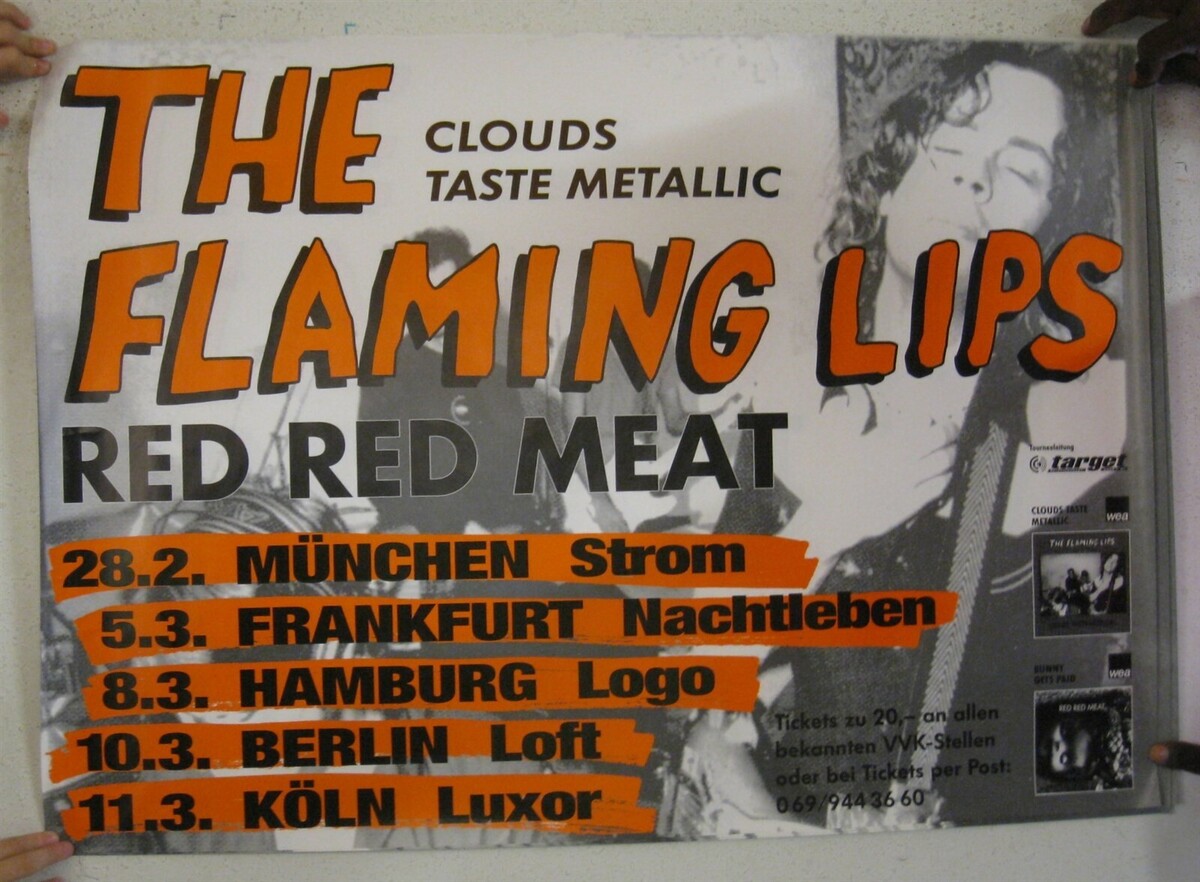 THE
CLOUDS
TASTE METALLIC
FLAMING LIPS
RED RED MEAT
28.2. MÜNCHEN Strom
5.3. FRANKFURT Nachtleben
8.3. HAMBURG Logo
10.3. BERLIN Loft
11.3. KÖLN Luxor
Tickets zu 20,– an allen
bekannten VVK-Stellen
oder bei Tickets per Post:
069/944 36 60
Tourneeleitung
target
CLOUDS TASTE
METALLIC
wea
THE FLAMING LIPS
BUNNY
GETS PAID
wea
RED RED MEAT